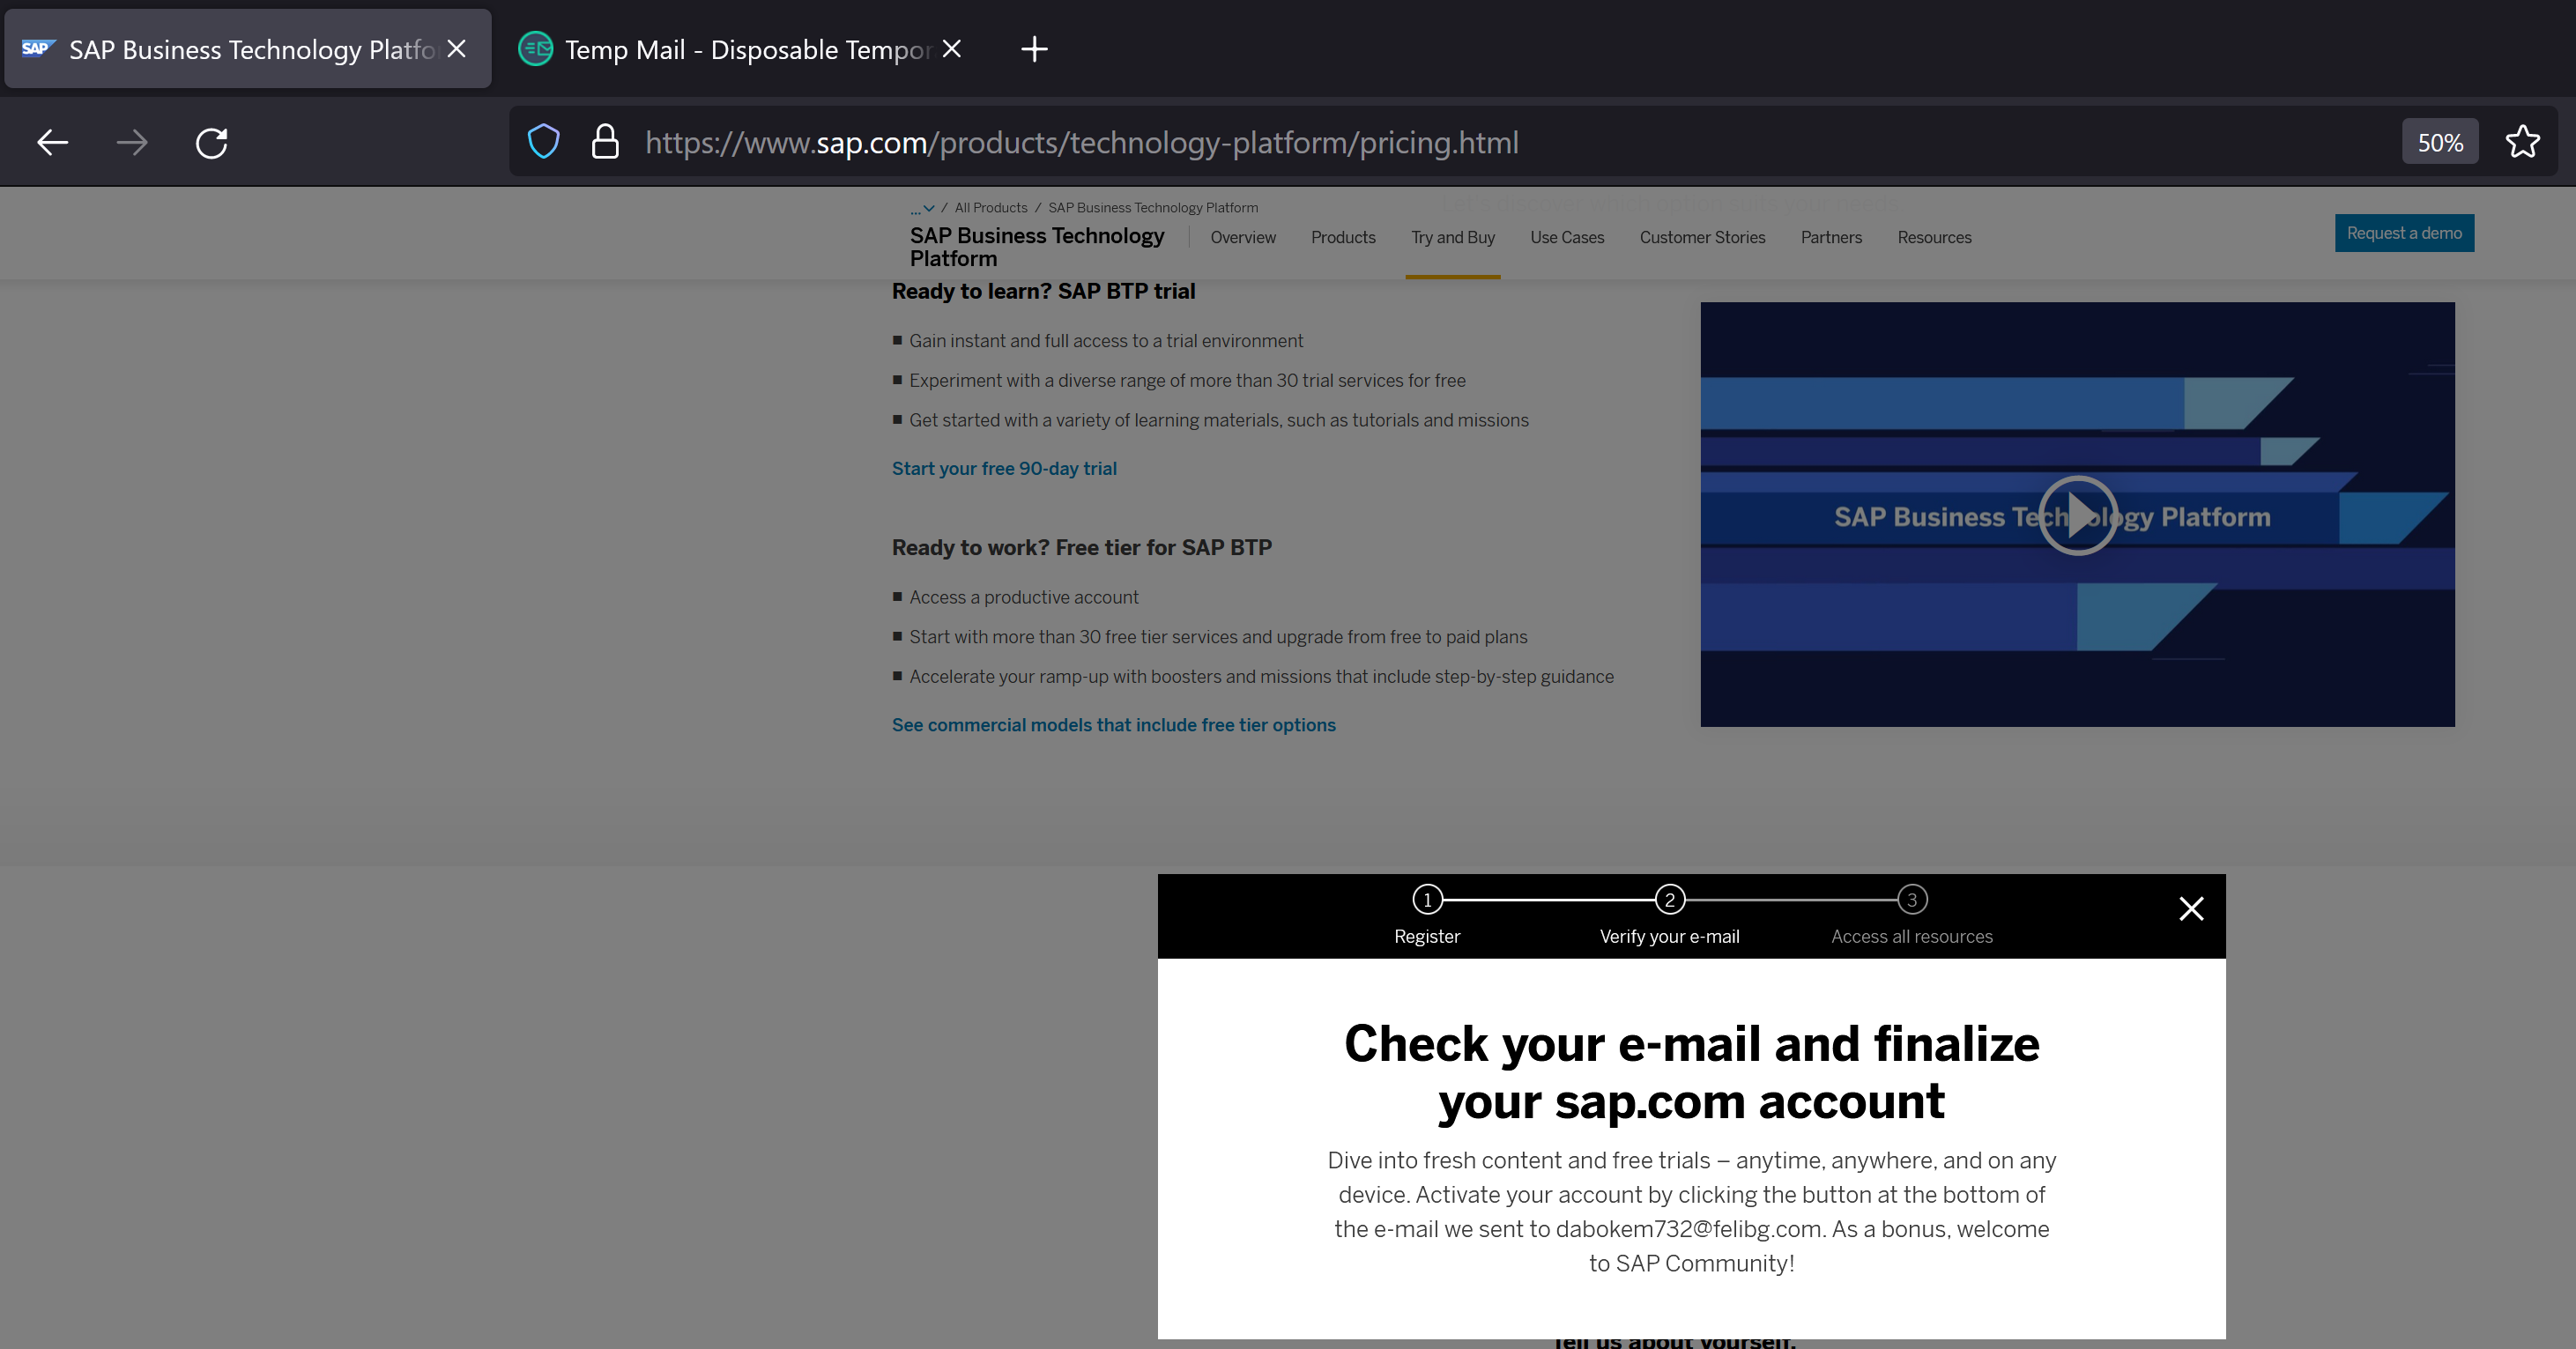 SAP SAP Business Technology Platfo
Temp Mail - Disposable Tempor
https://www.sap.com/products/technology-platform/pricing.html
50%
... / All Products / SAP Business Technology Platform
SAP Business Technology
Platform
Overview
Products
Try and Buy
Use Cases
Customer Stories
Partners
Resources
Request a demo
Ready to learn? SAP BTP trial
Gain instant and full access to a trial environment
Experiment with a diverse range of more than 30 trial services for free
Get started with a variety of learning materials, such as tutorials and missions
Start your free 90-day trial
Ready to work? Free tier for SAP BTP
Access a productive account
Start with more than 30 free tier services and upgrade from free to paid plans
Accelerate your ramp-up with boosters and missions that include step-by-step guidance
See commercial models that include free tier options
SAP Business Technology Platform
1
2
3
Register
Verify your e-mail
Access all resources
Check your e-mail and finalize
your sap.com account
Dive into fresh content and free trials – anytime, anywhere, and on any
device. Activate your account by clicking the button at the bottom of
the e-mail we sent to dabokem732@felibg.com. As a bonus, welcome
to SAP Community!
Tell us about yourself.